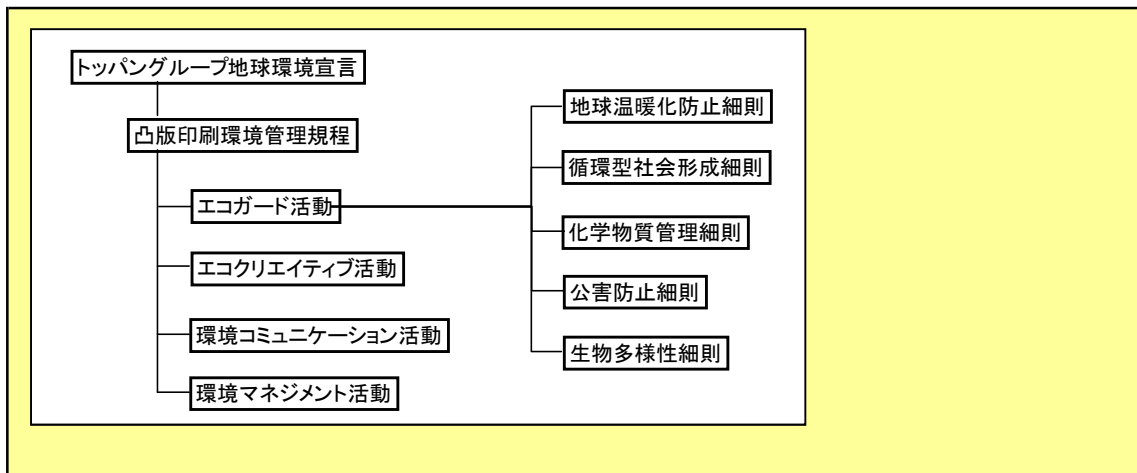 トッパングループ地球環境宣言
凸版印刷環境管理規程
エコガード活動
エコクリエイティブ活動
環境コミュニケーション活動
環境マネジメント活動
地球温暖化防止細則
循環型社会形成細則
化学物質管理細則
公害防止細則
生物多様性細則